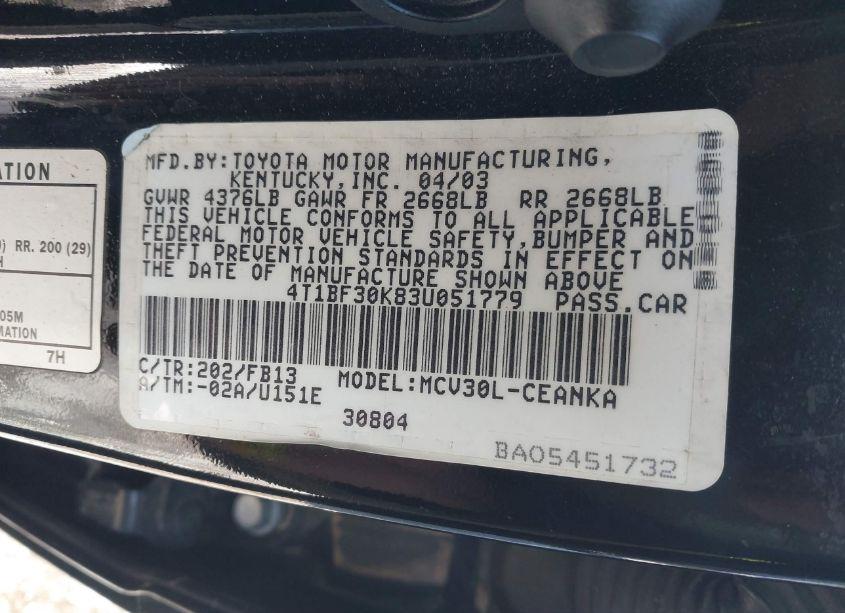 MFD.BY:TOYOTA MOTOR MANUFACTURING,
KENTUCKY,INC. 04/03
GVWR 4376LB GAWR FR 2668LB RR 2668LB
THIS VEHICLE CONFORMS TO ALL APPLICABLE
FEDERAL MOTOR VEHICLE SAFETY,BUMPER AND
THEFT PREVENTION STANDARDS IN EFFECT ON
THE DATE OF MANUFACTURE SHOWN ABOVE
4T1BF30K83U051779 PASS.CAR
C/TR:202/FB13 MODEL:MCV30L-CEANKA
A/TM:-02A/U151E
30804
BA05451732
RR. 200 (29)
7H